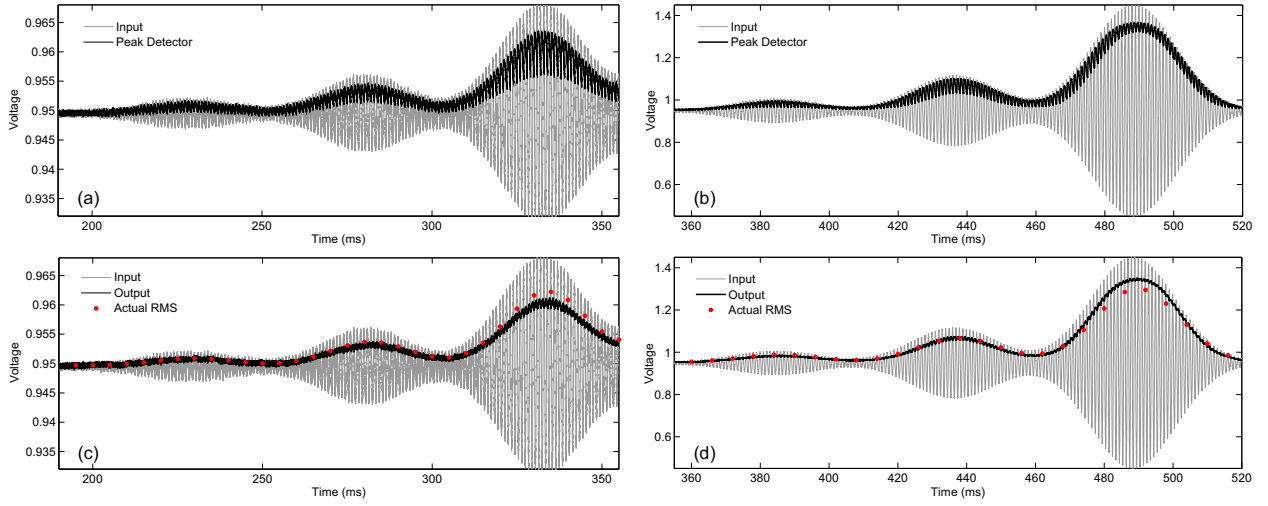 0.965
0.96
0.955
0.95
0.945
0.94
0.935
Voltage
Input
Peak Detector
(a)
200
250
300
350
Time (ms)
1.4
1.2
1
0.8
0.6
Voltage
Input
Peak Detector
(b)
360
380
400
420
440
460
480
500
520
Time (ms)
0.965
0.96
0.955
0.95
0.945
0.94
0.935
Voltage
Input
Output
Actual RMS
(c)
200
250
300
350
Time (ms)
1.4
1.2
1
0.8
0.6
Voltage
Input
Output
Actual RMS
(d)
360
380
400
420
440
460
480
500
520
Time (ms)